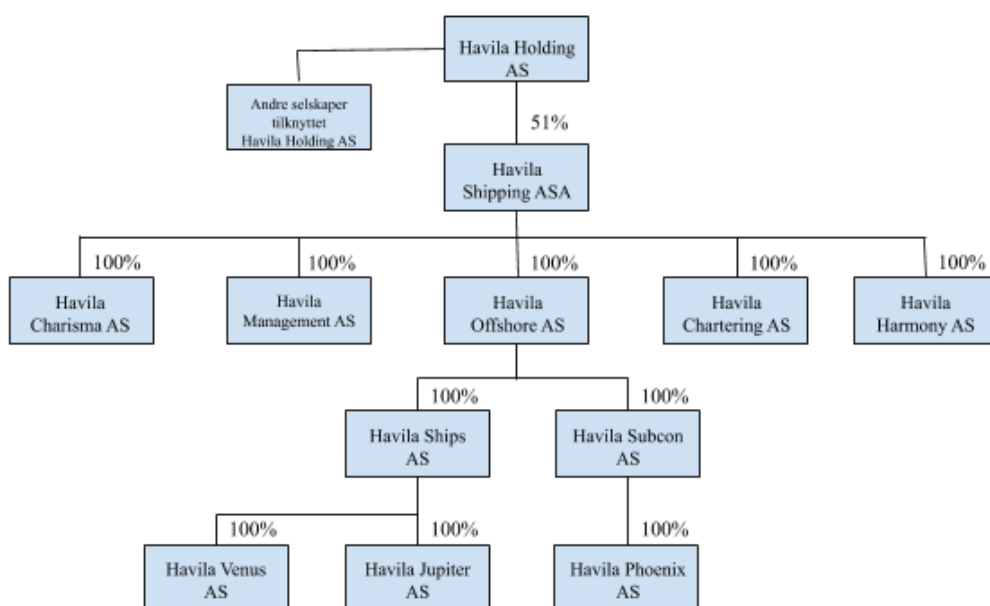 Havila Holding
AS
Andre selskaper
tilknyttet
Havila Holding AS
51%
Havila
Shipping ASA
100%
100%
100%
100%
100%
Havila
Charisma AS
Havila
Management AS
Havila
Offshore AS
Havila
Chartering AS
Havila
Harmony AS
100%
100%
Havila Ships
AS
Havila Subcon
AS
100%
100%
100%
Havila Venus
AS
Havila Jupiter
AS
Havila Phoenix
AS